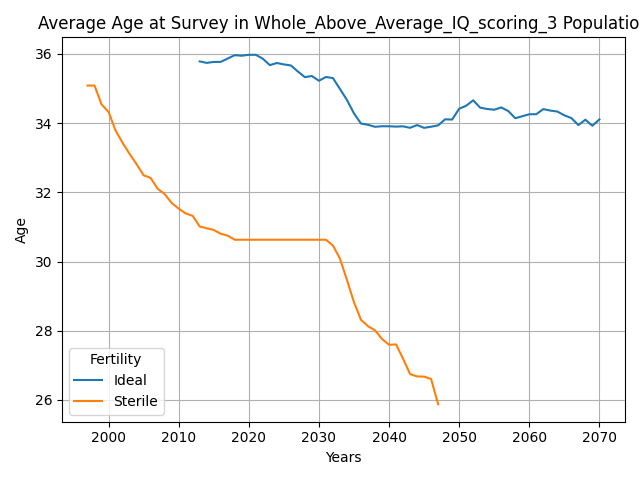 Average Age at Survey in Whole_Above_Average_IQ_scoring_3 Populatio
36
34
32
30
28
26
Age
2000
2010
2020
2030
2040
2050
2060
2070
Years
Fertility
Ideal
Sterile